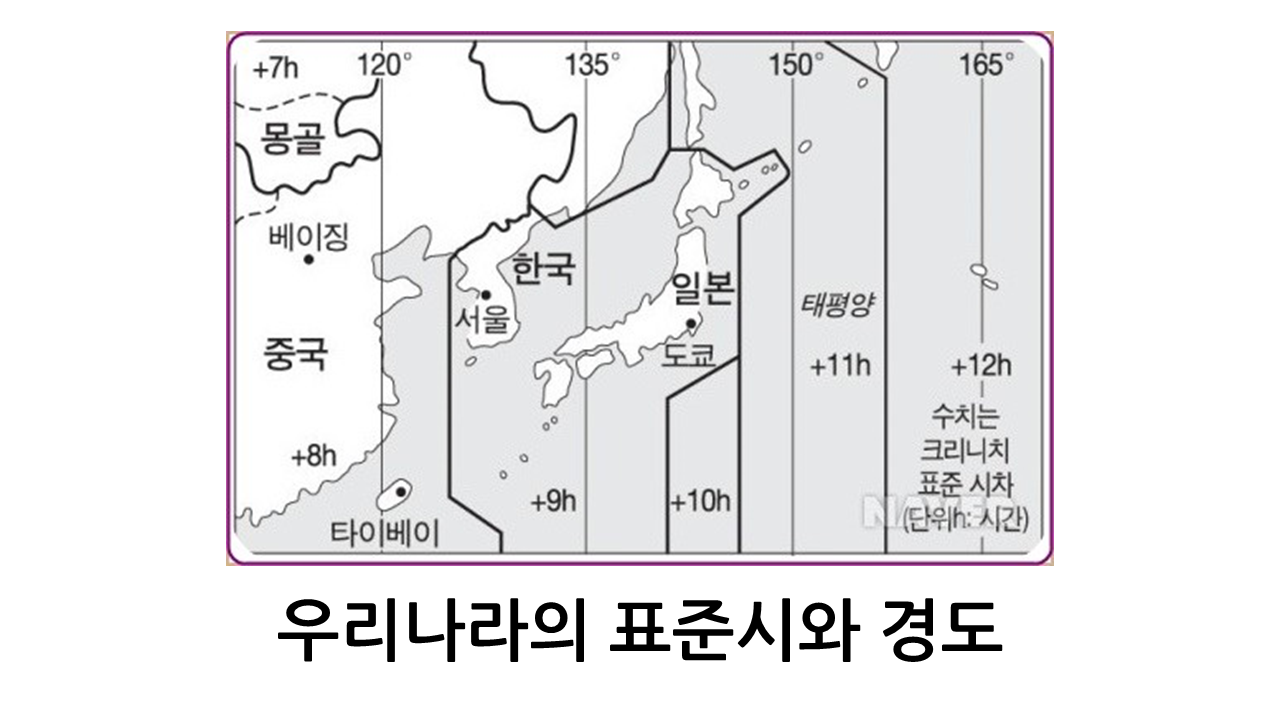 +7h
120°
135°
150°
165°
몽골
베이징
한국
일본
서울
태평양
중국
도쿄
+11h
+12h
수치는
크리니치
표준 시차
(단위h: 시간)
+8h
+9h
+10h
NAVER
타이베이
우리나라의 표준시와 경도